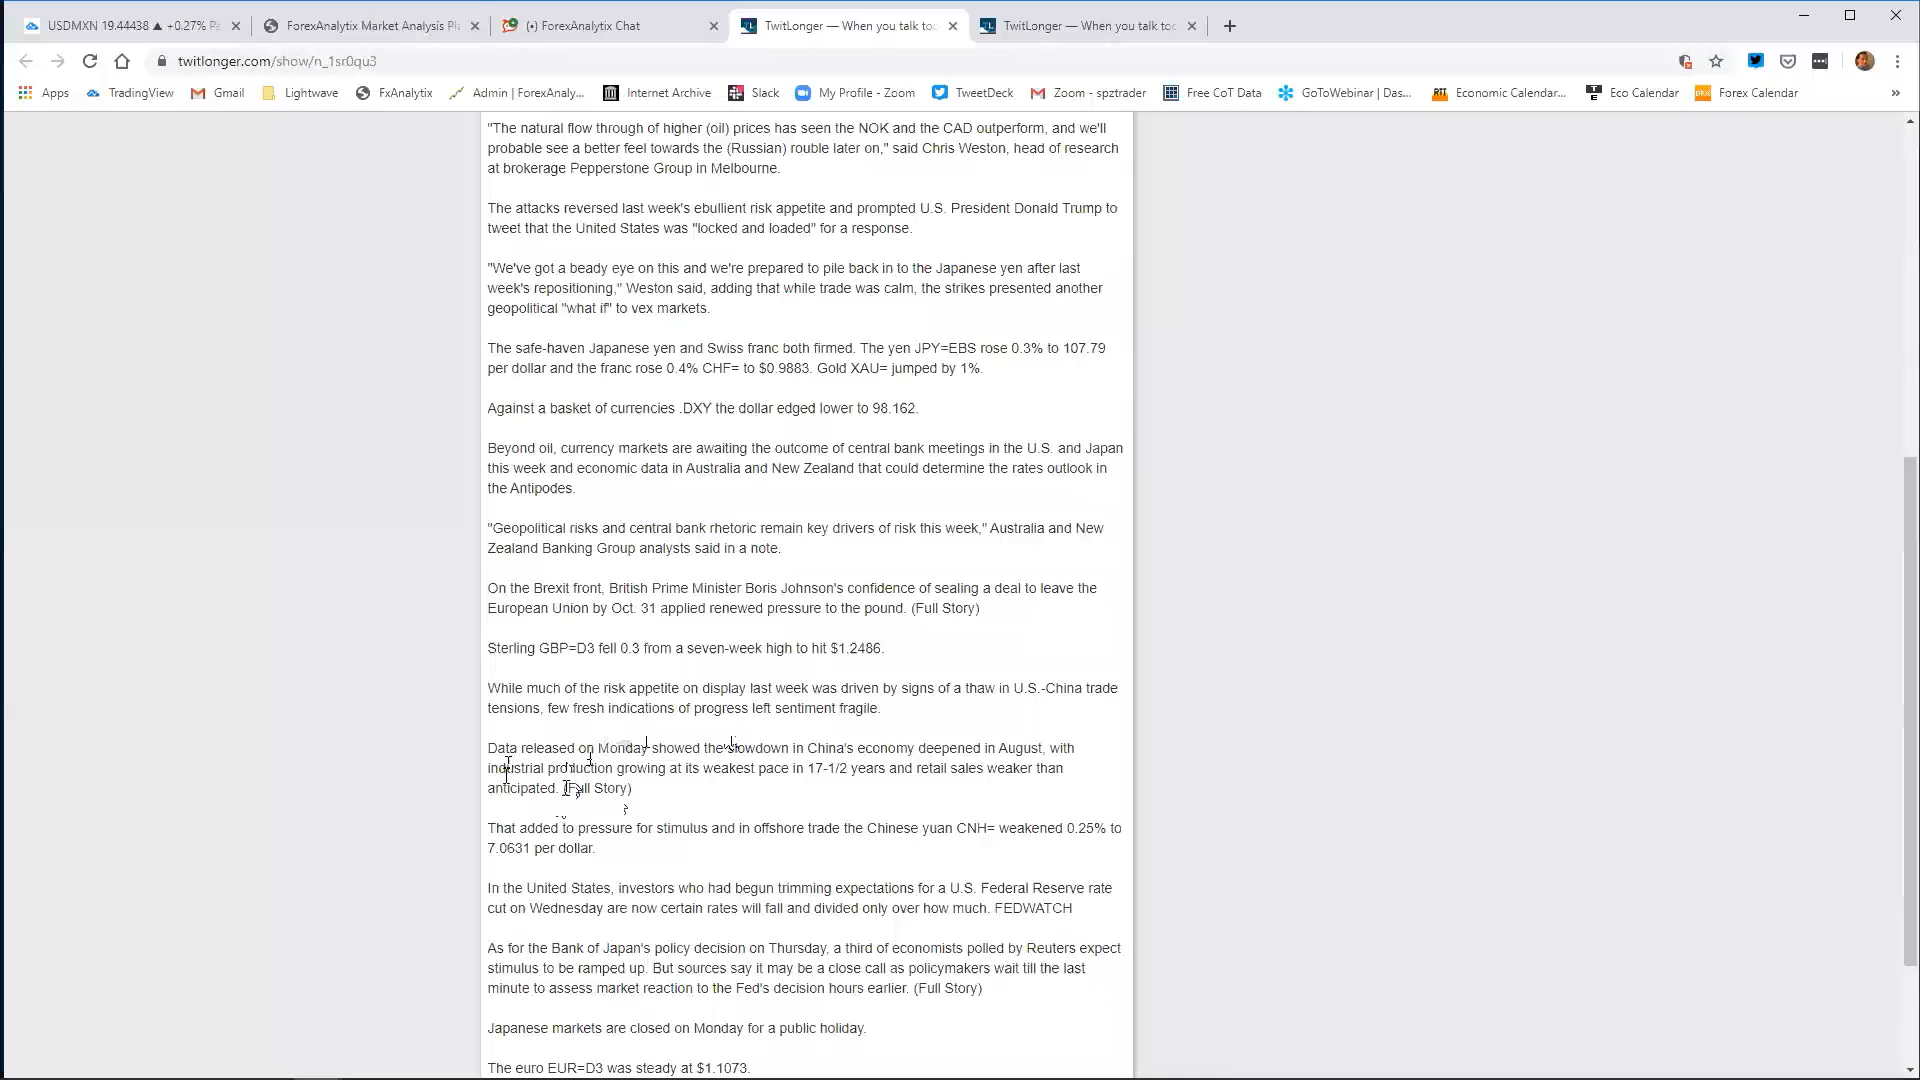 USDMXN 19.44438 ▲ +0.27% Pe
ForexAnalytix Market Analysis Pla
(•) ForexAnalytix Chat
TwitLonger — When you talk too
TwitLonger — When you talk too
twitlonger.com/show/n_1sr0qu3
Apps
TradingView
Gmail
Lightwave
FxAnalytix
Admin | ForexAnaly...
Internet Archive
Slack
My Profile - Zoom
TweetDeck
Zoom - spztrader
Free CoT Data
GoToWebinar | Das...
Economic Calendar...
Eco Calendar
Forex Calendar
"The natural flow through of higher (oil) prices has seen the NOK and the CAD outperform, and we'll
probable see a better feel towards the (Russian) rouble later on," said Chris Weston, head of research
at brokerage Pepperstone Group in Melbourne.
The attacks reversed last week's ebullient risk appetite and prompted U.S. President Donald Trump to
tweet that the United States was "locked and loaded" for a response.
"We've got a beady eye on this and we're prepared to pile back in to the Japanese yen after last
week's repositioning," Weston said, adding that while trade was calm, the strikes presented another
geopolitical "what if" to vex markets.
The safe-haven Japanese yen and Swiss franc both firmed. The yen JPY=EBS rose 0.3% to 107.79
per dollar and the franc rose 0.4% CHF= to $0.9883. Gold XAU= jumped by 1%.
Against a basket of currencies .DXY the dollar edged lower to 98.162.
Beyond oil, currency markets are awaiting the outcome of central bank meetings in the U.S. and Japan
this week and economic data in Australia and New Zealand that could determine the rates outlook in
the Antipodes.
"Geopolitical risks and central bank rhetoric remain key drivers of risk this week," Australia and New
Zealand Banking Group analysts said in a note.
On the Brexit front, British Prime Minister Boris Johnson's confidence of sealing a deal to leave the
European Union by Oct. 31 applied renewed pressure to the pound. (Full Story)
Sterling GBP=D3 fell 0.3 from a seven-week high to hit $1.2486.
While much of the risk appetite on display last week was driven by signs of a thaw in U.S.-China trade
tensions, few fresh indications of progress left sentiment fragile.
Data released on Monday showed the slowdown in China's economy deepened in August, with
industrial production growing at its weakest pace in 17-1/2 years and retail sales weaker than
anticipated. (Full Story)
That added to pressure for stimulus and in offshore trade the Chinese yuan CNH= weakened 0.25% to
7.0631 per dollar.
In the United States, investors who had begun trimming expectations for a U.S. Federal Reserve rate
cut on Wednesday are now certain rates will fall and divided only over how much. FEDWATCH
As for the Bank of Japan's policy decision on Thursday, a third of economists polled by Reuters expect
stimulus to be ramped up. But sources say it may be a close call as policymakers wait till the last
minute to assess market reaction to the Fed's decision hours earlier. (Full Story)
Japanese markets are closed on Monday for a public holiday.
The euro EUR=D3 was steady at $1.1073.